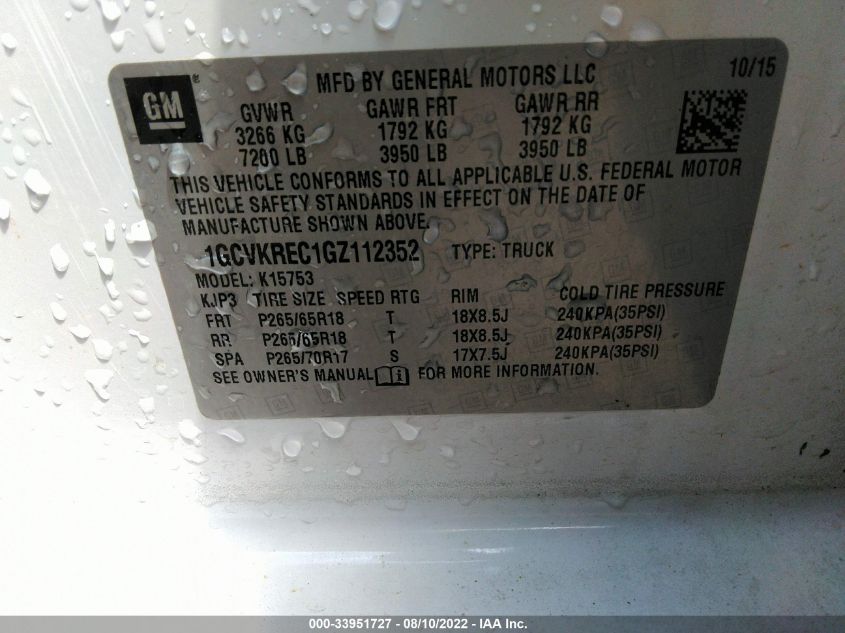 GM ® MFD BY GENERAL MOTORS LLC 10/15
GVWR GAWR FRT GAWR RR
3266 KG 1792 KG 1792 KG
7200 LB 3950 LB 3950 LB
THIS VEHICLE CONFORMS TO ALL APPLICABLE U.S. FEDERAL MOTOR
VEHICLE SAFETY STANDARDS IN EFFECT ON THE DATE OF
MANUFACTURE SHOWN ABOVE.
1GCVKREC1GZ112352 TYPE: TRUCK
MODEL: K15753
KJP3 TIRE SIZE SPEED RTG RIM COLD TIRE PRESSURE
FRT P265/65R18 T 18X8.5J 240KPA(35PSI)
RR P265/65R18 T 18X8.5J 240KPA(35PSI)
SPA P265/70R17 S 17X7.5J 240KPA(35PSI)
SEE OWNER'S MANUAL FOR MORE INFORMATION.
000-33951727 - 08/10/2022 - IAA Inc.